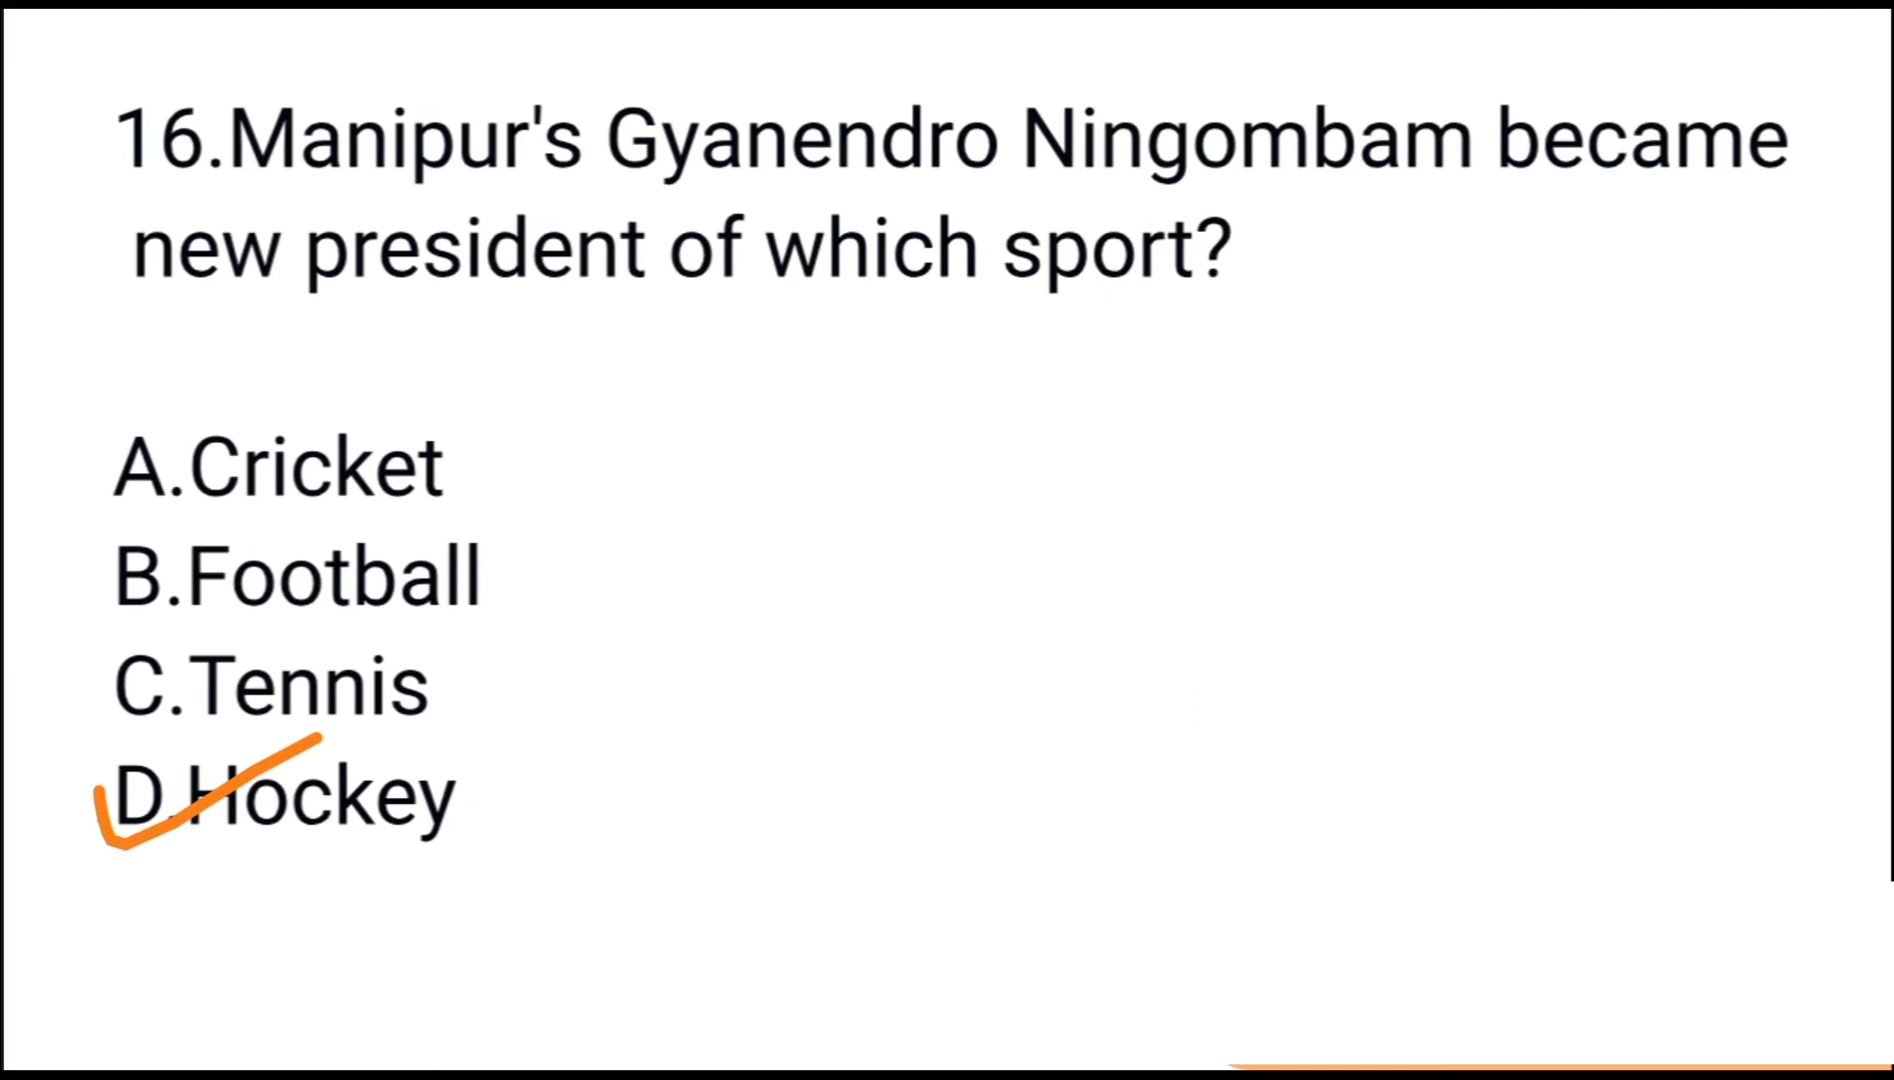 16.Manipur's Gyanendro Ningombam became
new president of which sport?
A.Cricket
B.Football
C.Tennis
D.Hockey